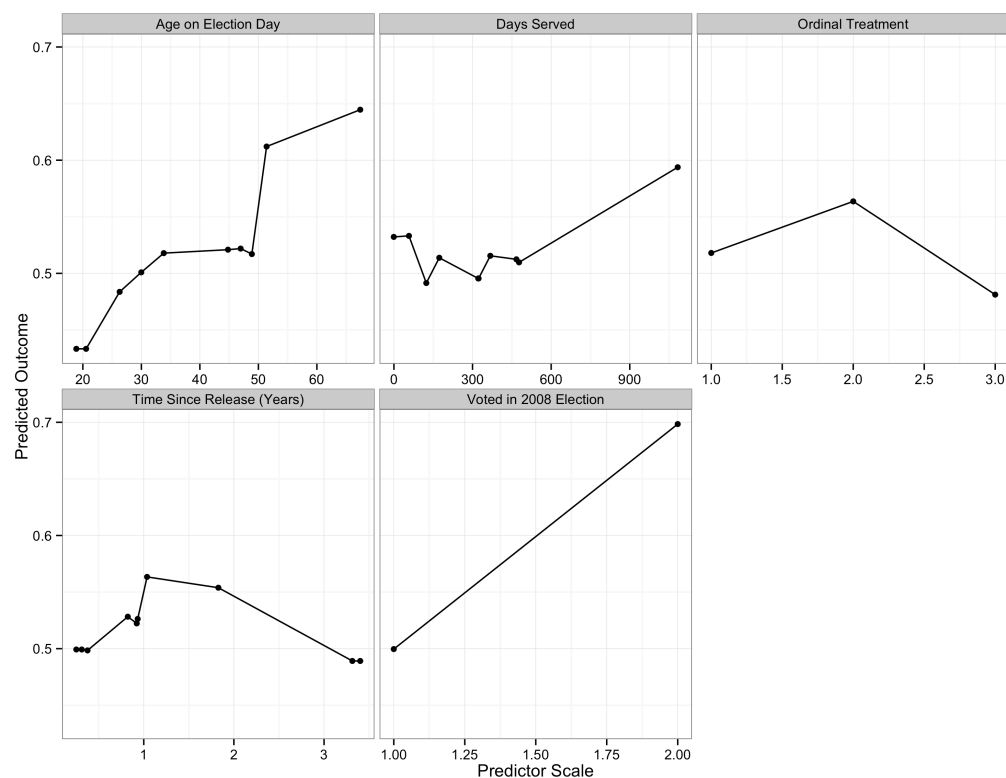 Age on Election Day
Days Served
Ordinal Treatment
0.7
0.6
0.5
20 30 40 50 60
0 300 600 900
1.0 1.5 2.0 2.5 3.0
Predicted Outcome
Time Since Release (Years)
Voted in 2008 Election
0.7
0.6
0.5
1 2 3
1.00 1.25 1.50 1.75 2.00
Predictor Scale